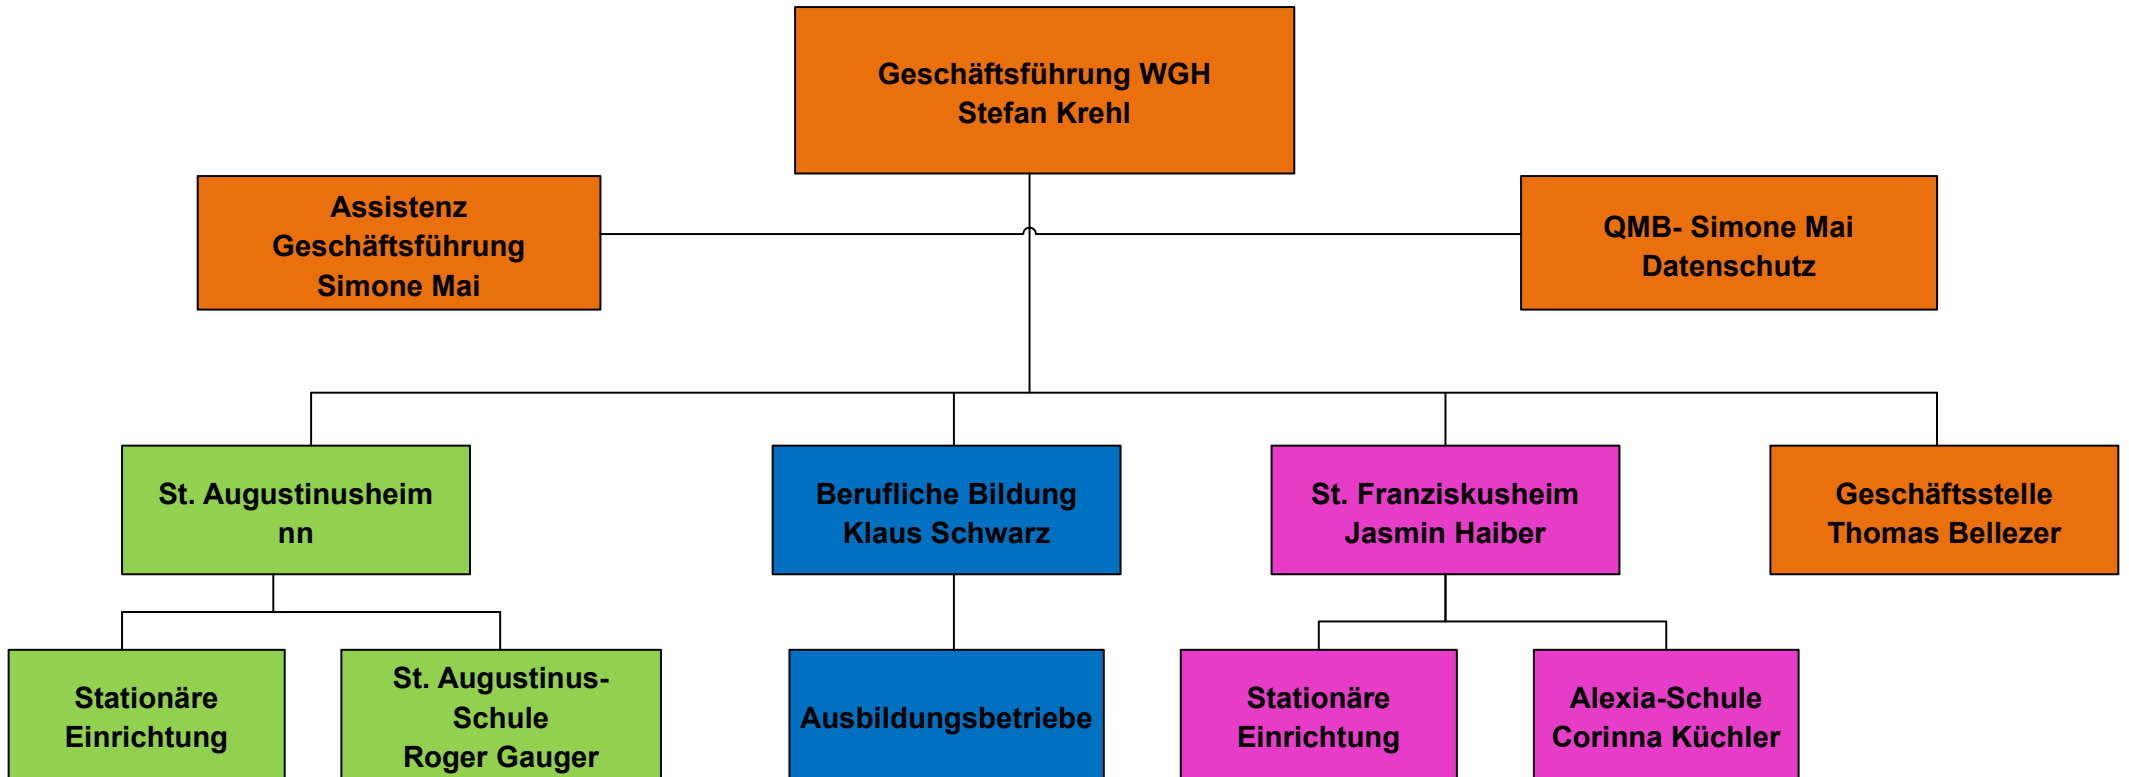 Geschäftsführung WGH
Stefan Krehl
Assistenz
Geschäftsführung
Simone Mai
QMB- Simone Mai
Datenschutz
St. Augustinusheim
nn
Berufliche Bildung
Klaus Schwarz
St. Franziskusheim
Jasmin Haiber
Geschäftsstelle
Thomas Bellezer
Stationäre
Einrichtung
St. Augustinus-
Schule
Roger Gauger
Ausbildungsbetriebe
Stationäre
Einrichtung
Alexia-Schule
Corinna Küchler